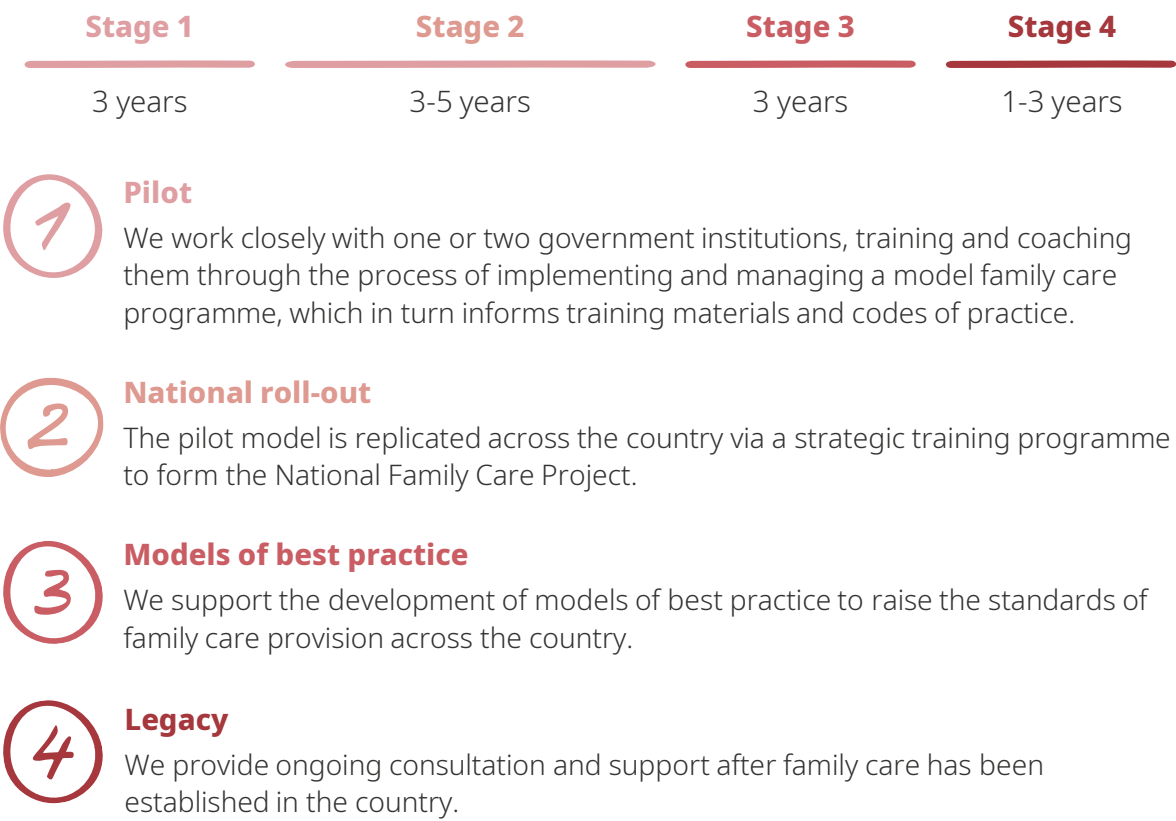 Stage 1 Stage 2 Stage 3 Stage 4
3 years 3-5 years 3 years 1-3 years
1
Pilot
We work closely with one or two government institutions, training and coaching
them through the process of implementing and managing a model family care
programme, which in turn informs training materials and codes of practice.
2
National roll-out
The pilot model is replicated across the country via a strategic training programme
to form the National Family Care Project.
3
Models of best practice
We support the development of models of best practice to raise the standards of
family care provision across the country.
4
Legacy
We provide ongoing consultation and support after family care has been
established in the country.